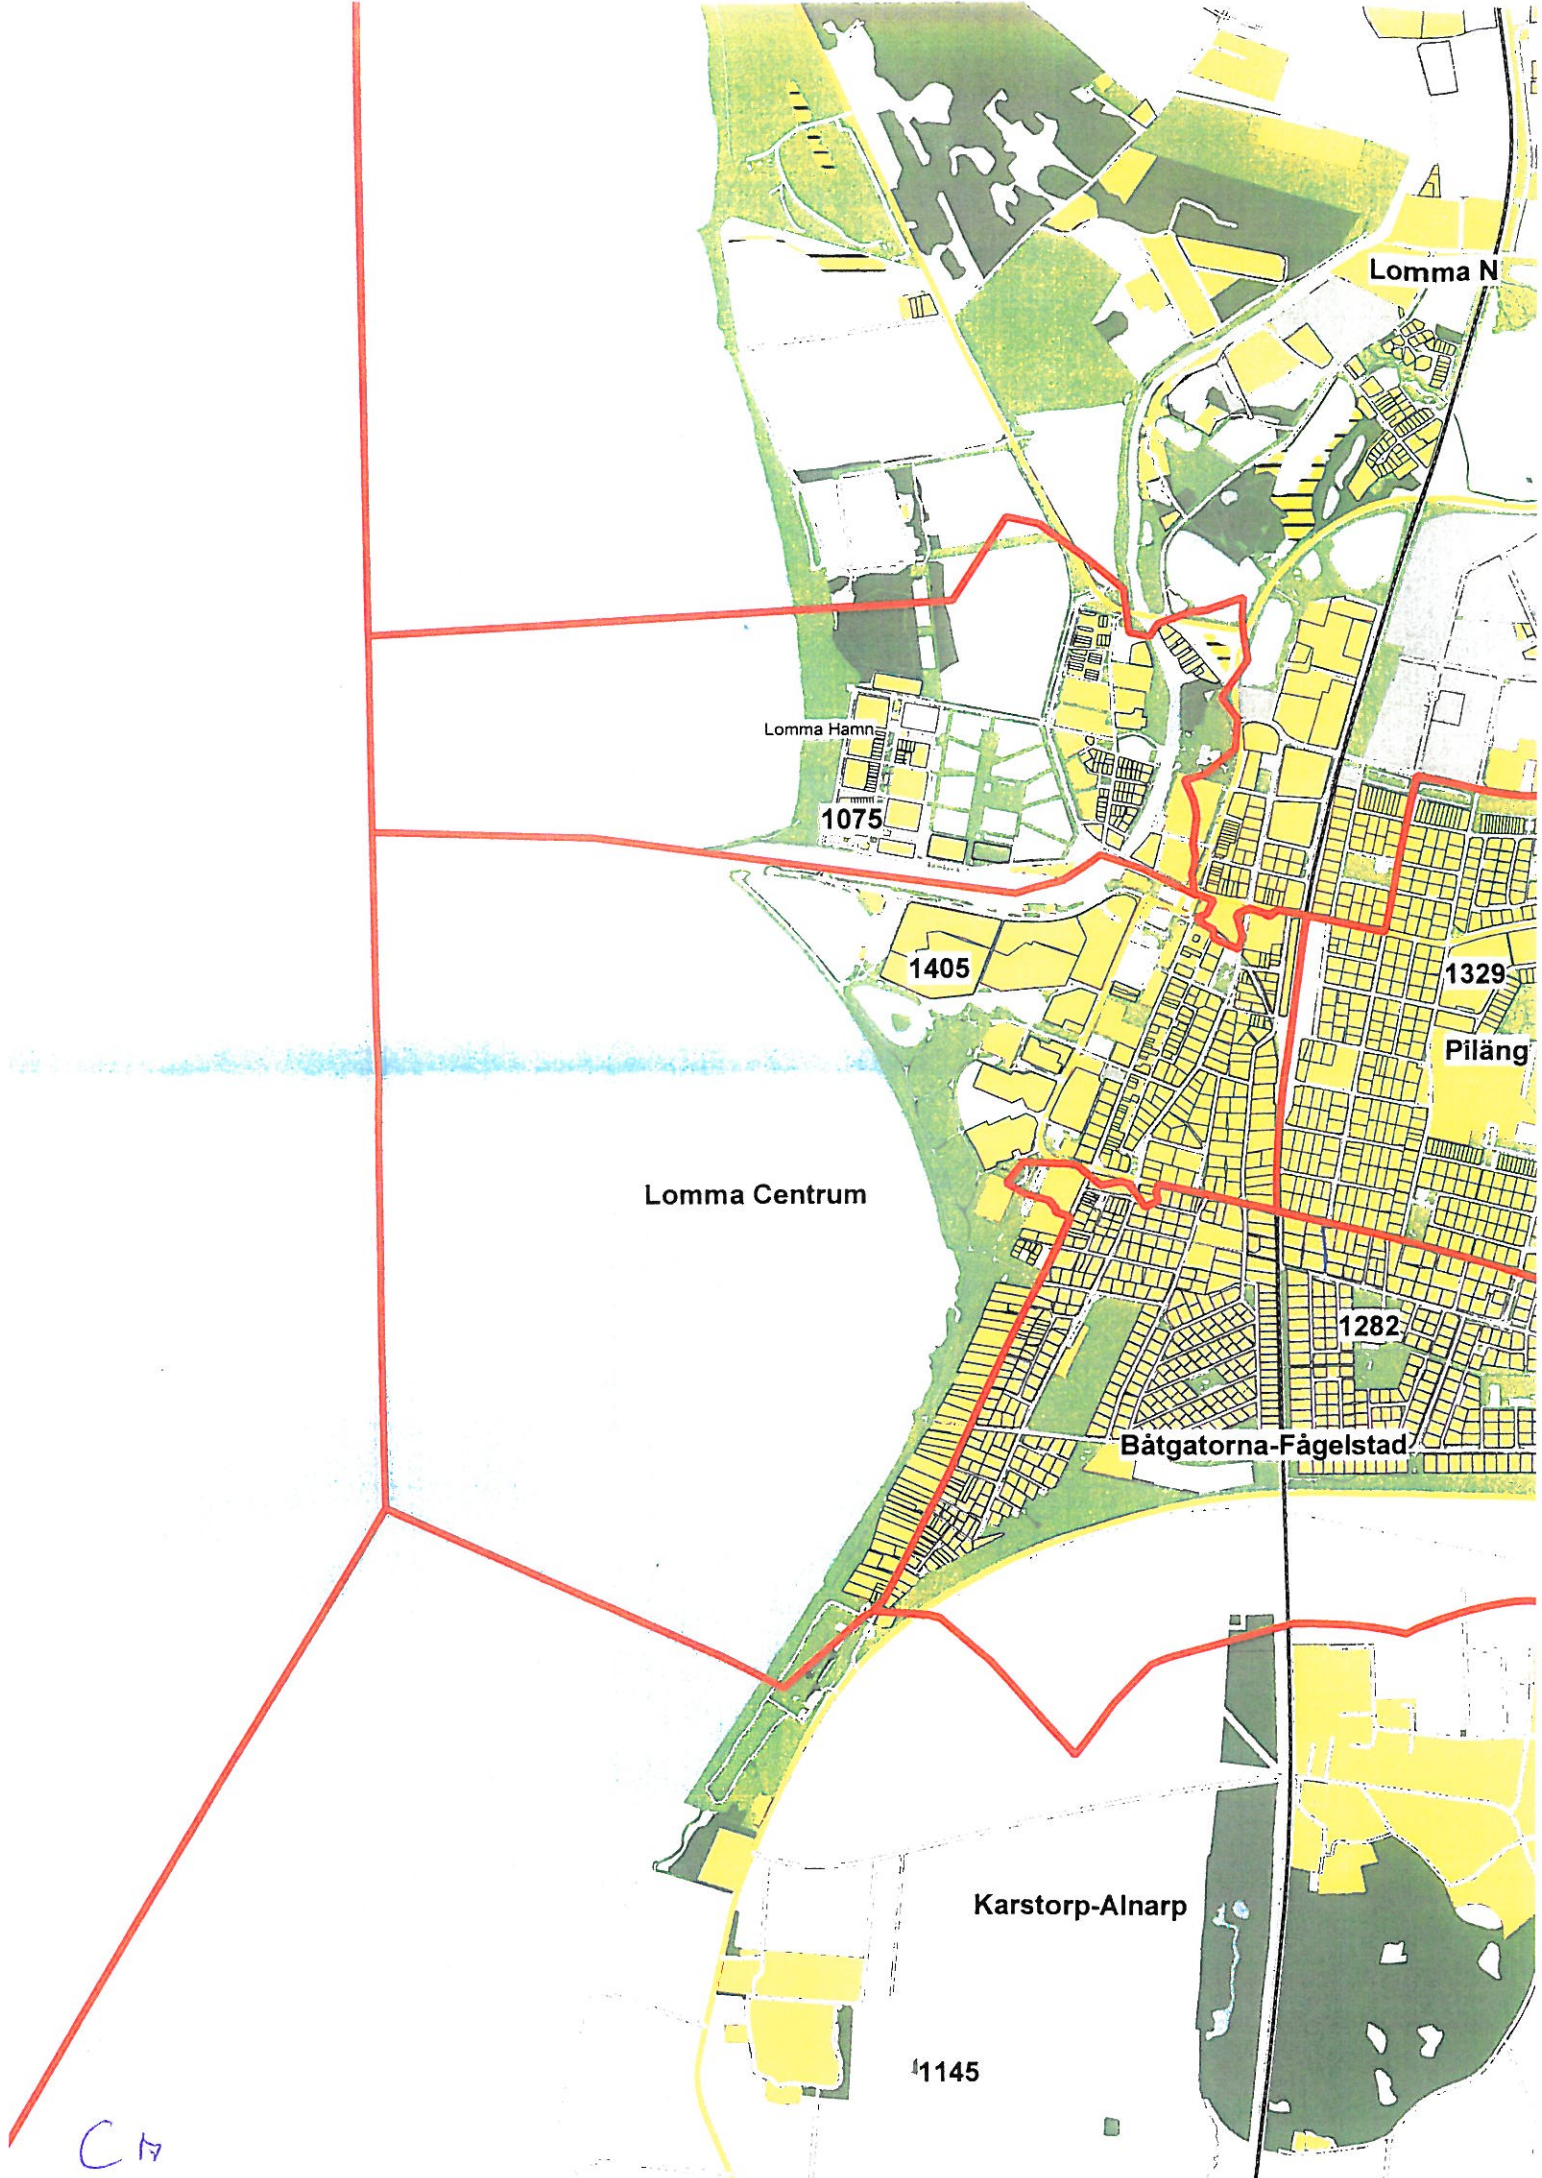 Lomma N
Lomma Hamn
1075
1405
1329
Piläng
Lomma Centrum
1282
Båtgatorna-Fågelstad
Karstorp-Alnarp
1145